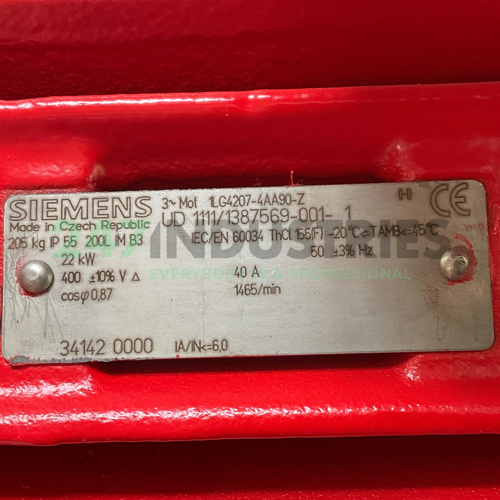 SIEMENS 3~ Mot 1LG4207-4AA90-Z 0-0 CE
Made in Czech Republic UD 1111/1387569-001- 1
205 kg IP 55 200L IM B3 IEC/EN 60034 ThCl 155(F) -20°C<=TAMB<=45°C
22 kW 50 ±3% Hz
400 ±10% V Δ 40 A
cosφ 0,87 1465/min
34142 0000 IA/IN<=6,0
INDUSTRIES